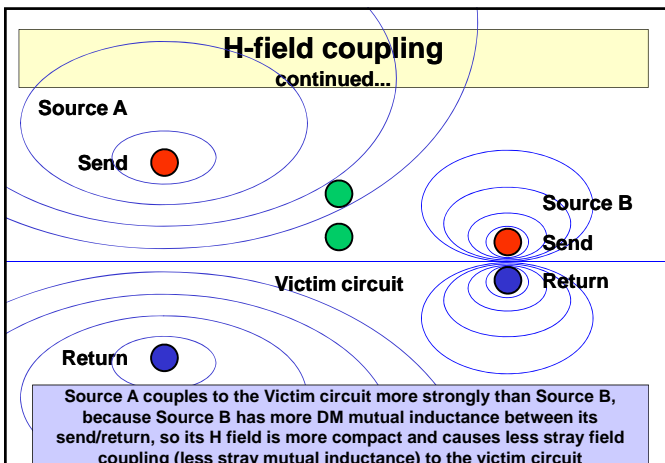 H-field coupling
continued...
Source A
Send
Source B
Send
Victim circuit
Return
Return
Source A couples to the Victim circuit more strongly than Source B,
because Source B has more DM mutual inductance between its
send/return, so its H field is more compact and causes less stray field
coupling (less stray mutual inductance) to the victim circuit